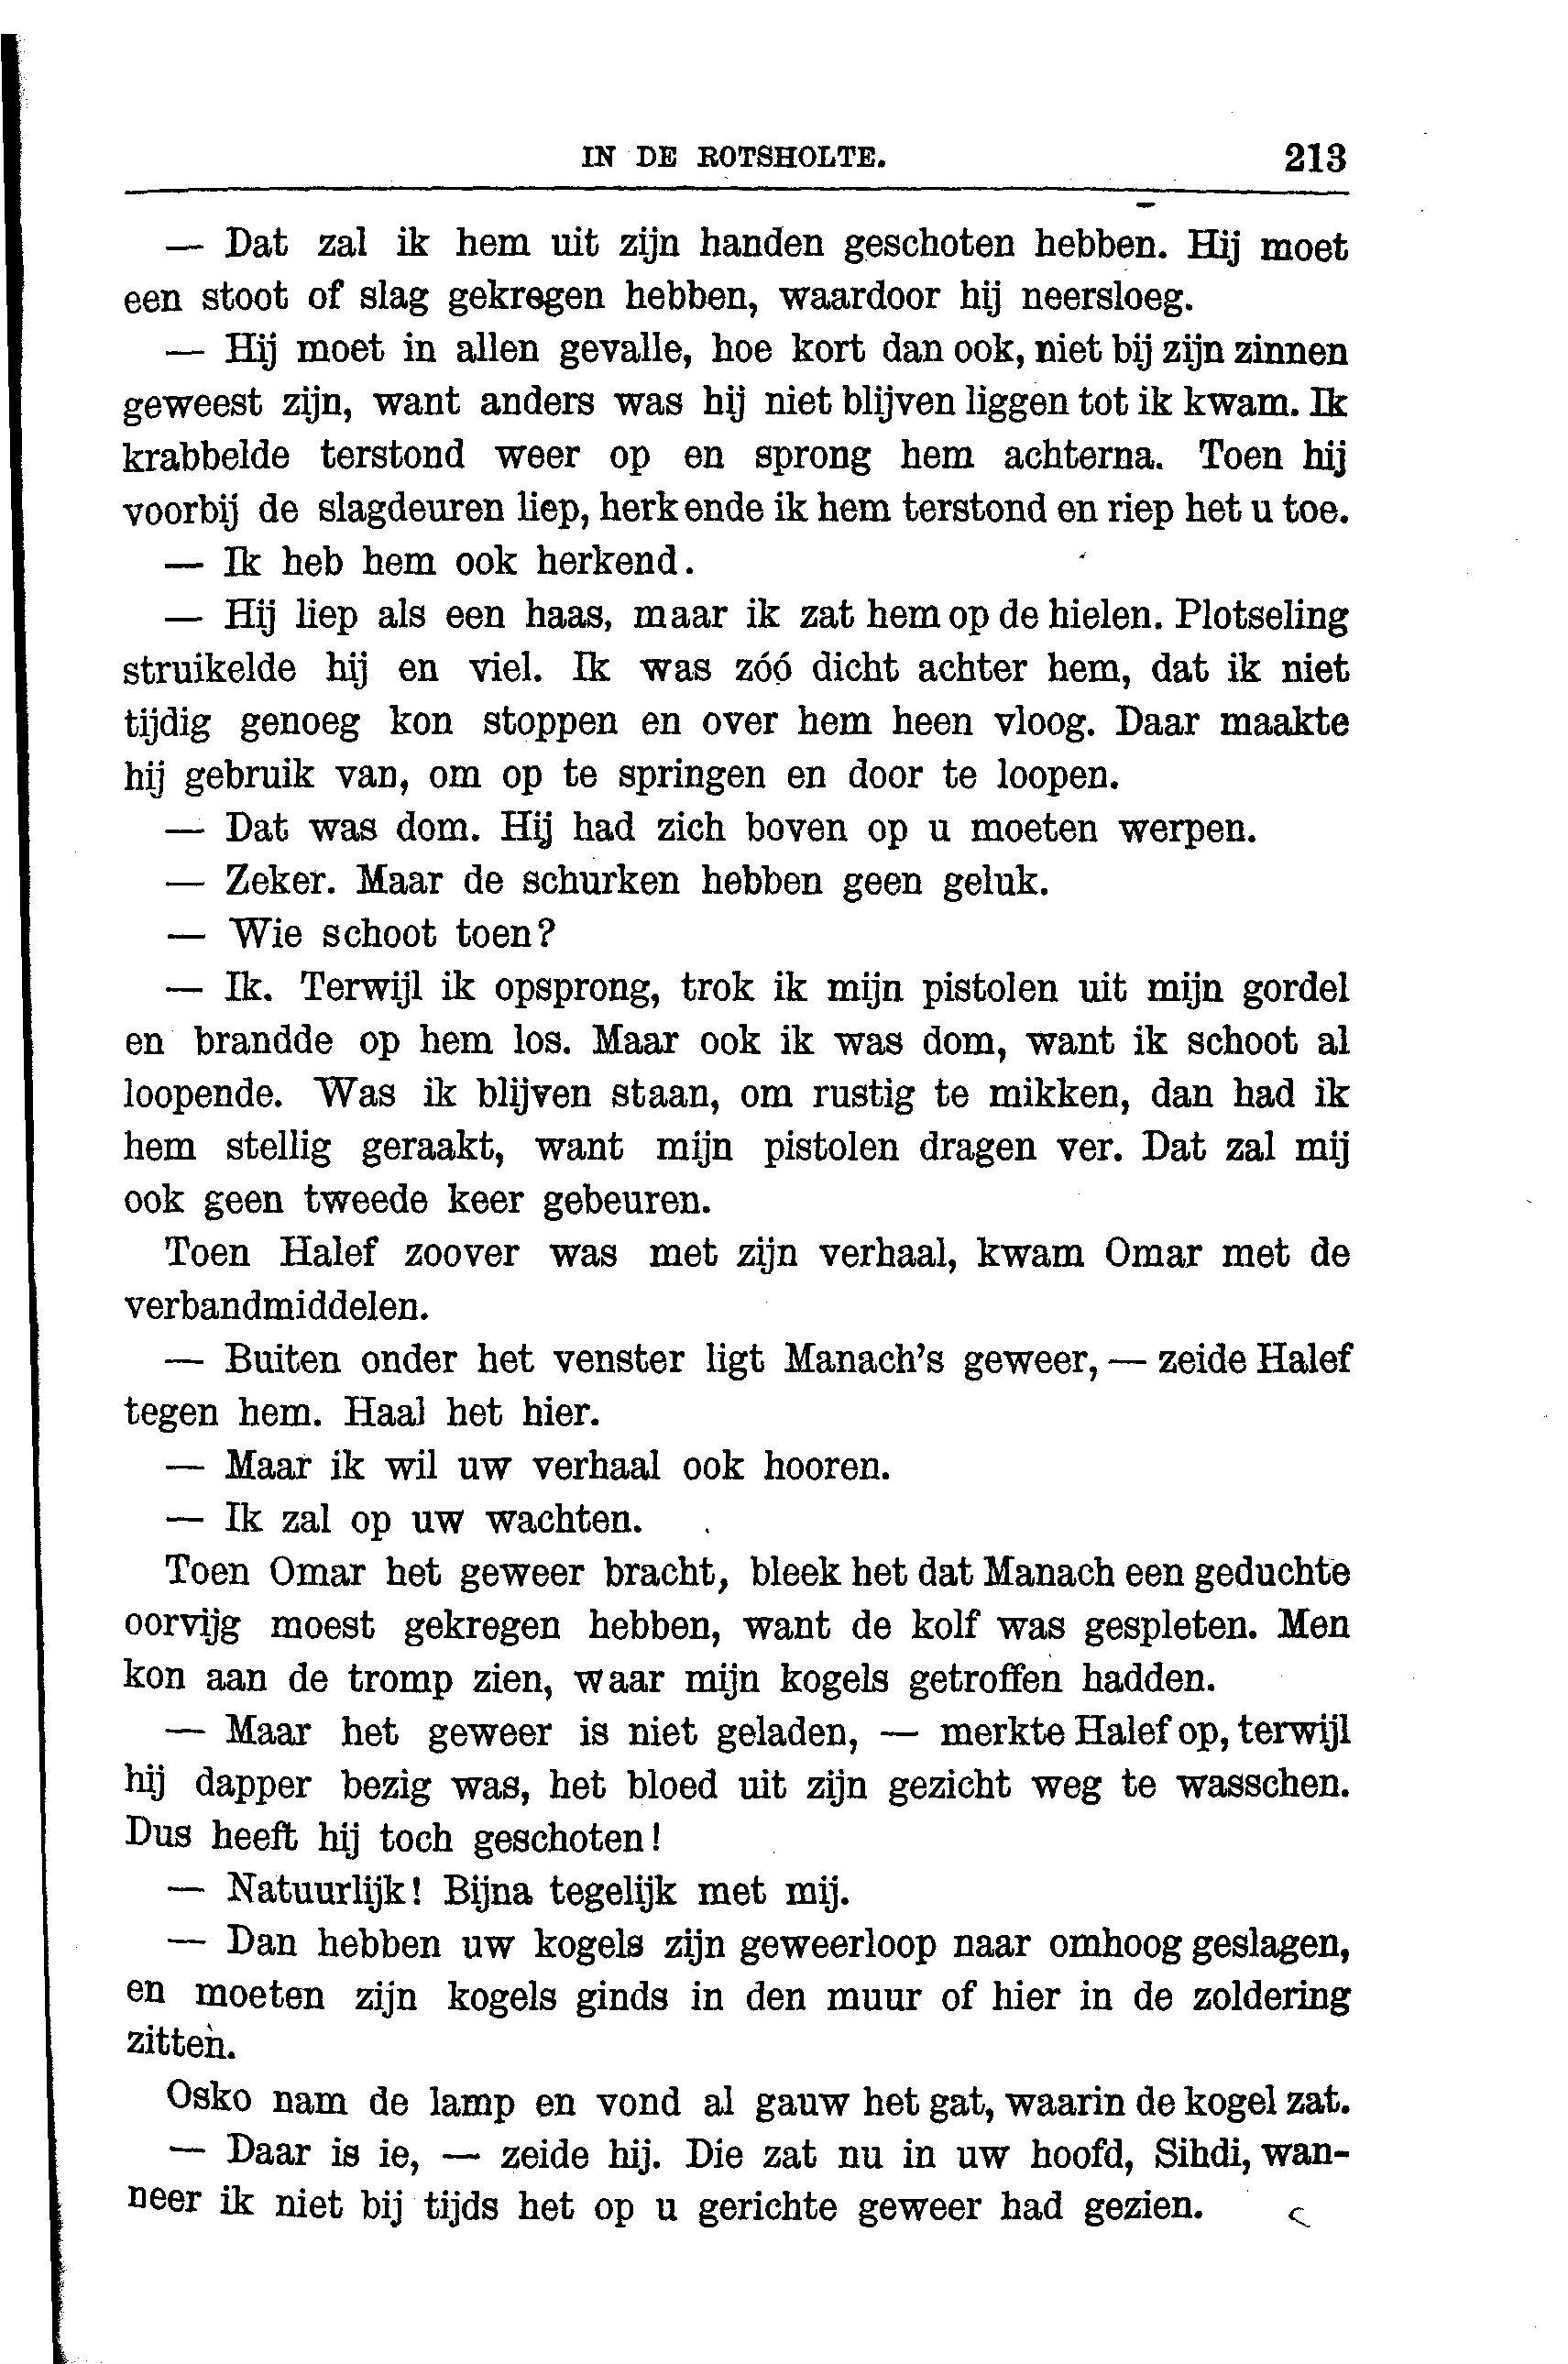 IN DE ROTSHOLTE. 213
— Dat zal ik hem uit zijn handen geschoten hebben. Hij moet
een stoot of slag gekregen hebben, waardoor hij neersloeg.
— Hij moet in allen gevalle, hoe kort dan ook, niet bij zijn zinnen
geweest zijn, want anders was hij niet blijven liggen tot ik kwam. Ik
krabbelde terstond weer op en sprong hem achterna. Toen hij
voorbij de slagdeuren liep, herkende ik hem terstond en riep het u toe.
— Ik heb hem ook herkend.
— Hij liep als een haas, maar ik zat hem op de hielen. Plotseling
struikelde hij en viel. Ik was zóó dicht achter hem, dat ik niet
tijdig genoeg kon stoppen en over hem heen vloog. Daar maakte
hij gebruik van, om op te springen en door te loopen.
— Dat was dom. Hij had zich boven op u moeten werpen.
— Zeker. Maar de schurken hebben geen geluk.
— Wie schoot toen?
— Ik. Terwijl ik opsprong, trok ik mijn pistolen uit mijn gordel
en brandde op hem los. Maar ook ik was dom, want ik schoot al
loopende. Was ik blijven staan, om rustig te mikken, dan had ik
hem stellig geraakt, want mijn pistolen dragen ver. Dat zal mij
ook geen tweede keer gebeuren.
Toen Halef zoover was met zijn verhaal, kwam Omar met de
verbandmiddelen.
— Buiten onder het venster ligt Manach's geweer, — zeide Halef
tegen hem. Haal het hier.
— Maar ik wil uw verhaal ook hooren.
— Ik zal op uw wachten.
Toen Omar het geweer bracht, bleek het dat Manach een geduchte
oorvijg moest gekregen hebben, want de kolf was gespleten. Men
kon aan de tromp zien, waar mijn kogels getroffen hadden.
— Maar het geweer is niet geladen, — merkte Halef op, terwijl
hij dapper bezig was, het bloed uit zijn gezicht weg te wasschen.
Dus heeft hij toch geschoten!
— Natuurlijk! Bijna tegelijk met mij.
— Dan hebben uw kogels zijn geweerloop naar omhoog geslagen,
en moeten zijn kogels ginds in den muur of hier in de zoldering
zitten.
Osko nam de lamp en vond al gauw het gat, waarin de kogel zat.
— Daar is ie, — zeide hij. Die zat nu in uw hoofd, Sihdi, wan-
neer ik niet bij tijds het op u gerichte geweer had gezien.